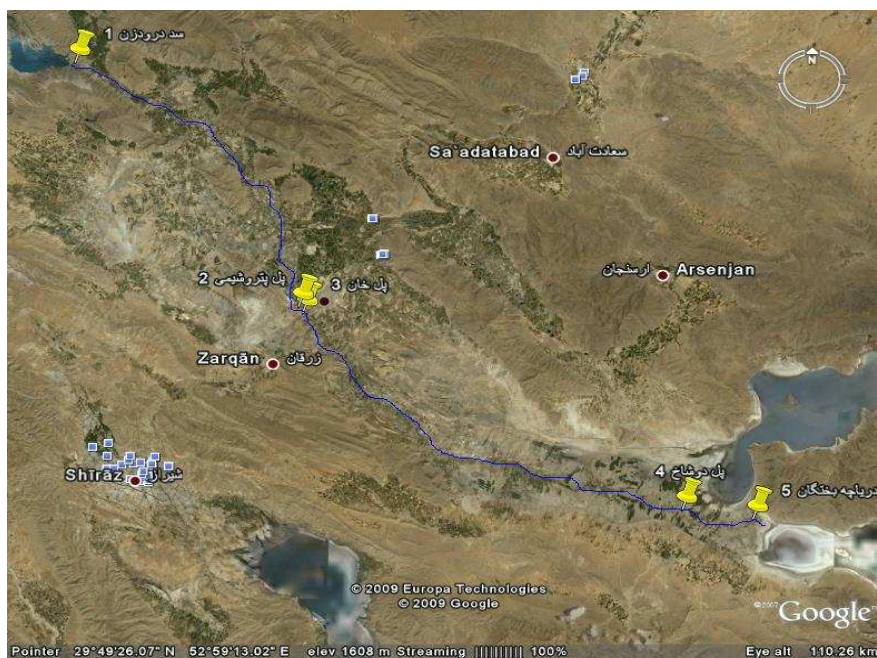 سد درودزن 1
N
Sa`adatabad سعادت آباد
ارسنجان Arsenjan
پل پتروشیمی 2
پل خان 3
Zarqān زرقان
Shīrāz شیراز
پل دوشاخ 4
دریاچه بختگان 5
© 2009 Europa Technologies
© 2009 Google
©2007 Google
Pointer 29°49'26.07" N 52°59'13.02" E elev 1608 m Streaming ||||||||| 100% Eye alt 110.26 km